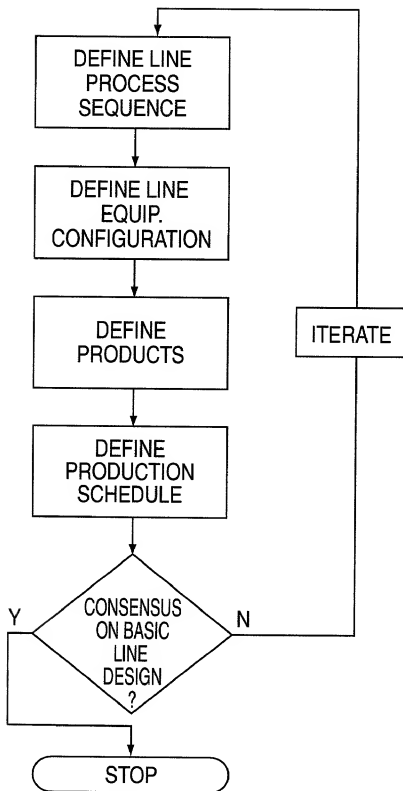 DEFINE LINE
PROCESS
SEQUENCE
DEFINE LINE
EQUIP.
CONFIGURATION
DEFINE
PRODUCTS
ITERATE
DEFINE
PRODUCTION
SCHEDULE
Y
N
CONSENSUS
ON BASIC
LINE
DESIGN
?
STOP